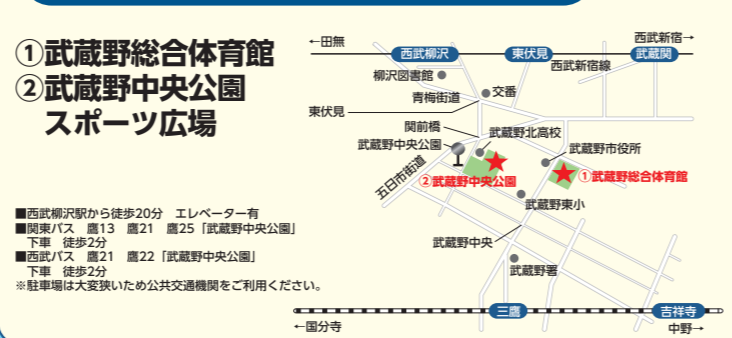 ①武蔵野総合体育館
②武蔵野中央公園
スポーツ広場
■西武柳沢駅から徒歩20分　エレベーター有
■関東バス　鷹13　鷹21　鷹25「武蔵野中央公園」
下車　徒歩2分
■西武バス　鷹21　鷹22「武蔵野中央公園」
下車　徒歩2分
※駐車場は大変狭いため公共交通機関をご利用ください。
←田無
西武新宿→
西武柳沢
東伏見
武蔵関
西武新宿線
柳沢図書館
青梅街道
交番
東伏見
関前橋
武蔵野北高校
武蔵野中央公園
武蔵野市役所
五日市街道
②武蔵野中央公園
①武蔵野総合体育館
武蔵野東小
武蔵野中央
武蔵野署
三鷹
吉祥寺
←国分寺
中野→